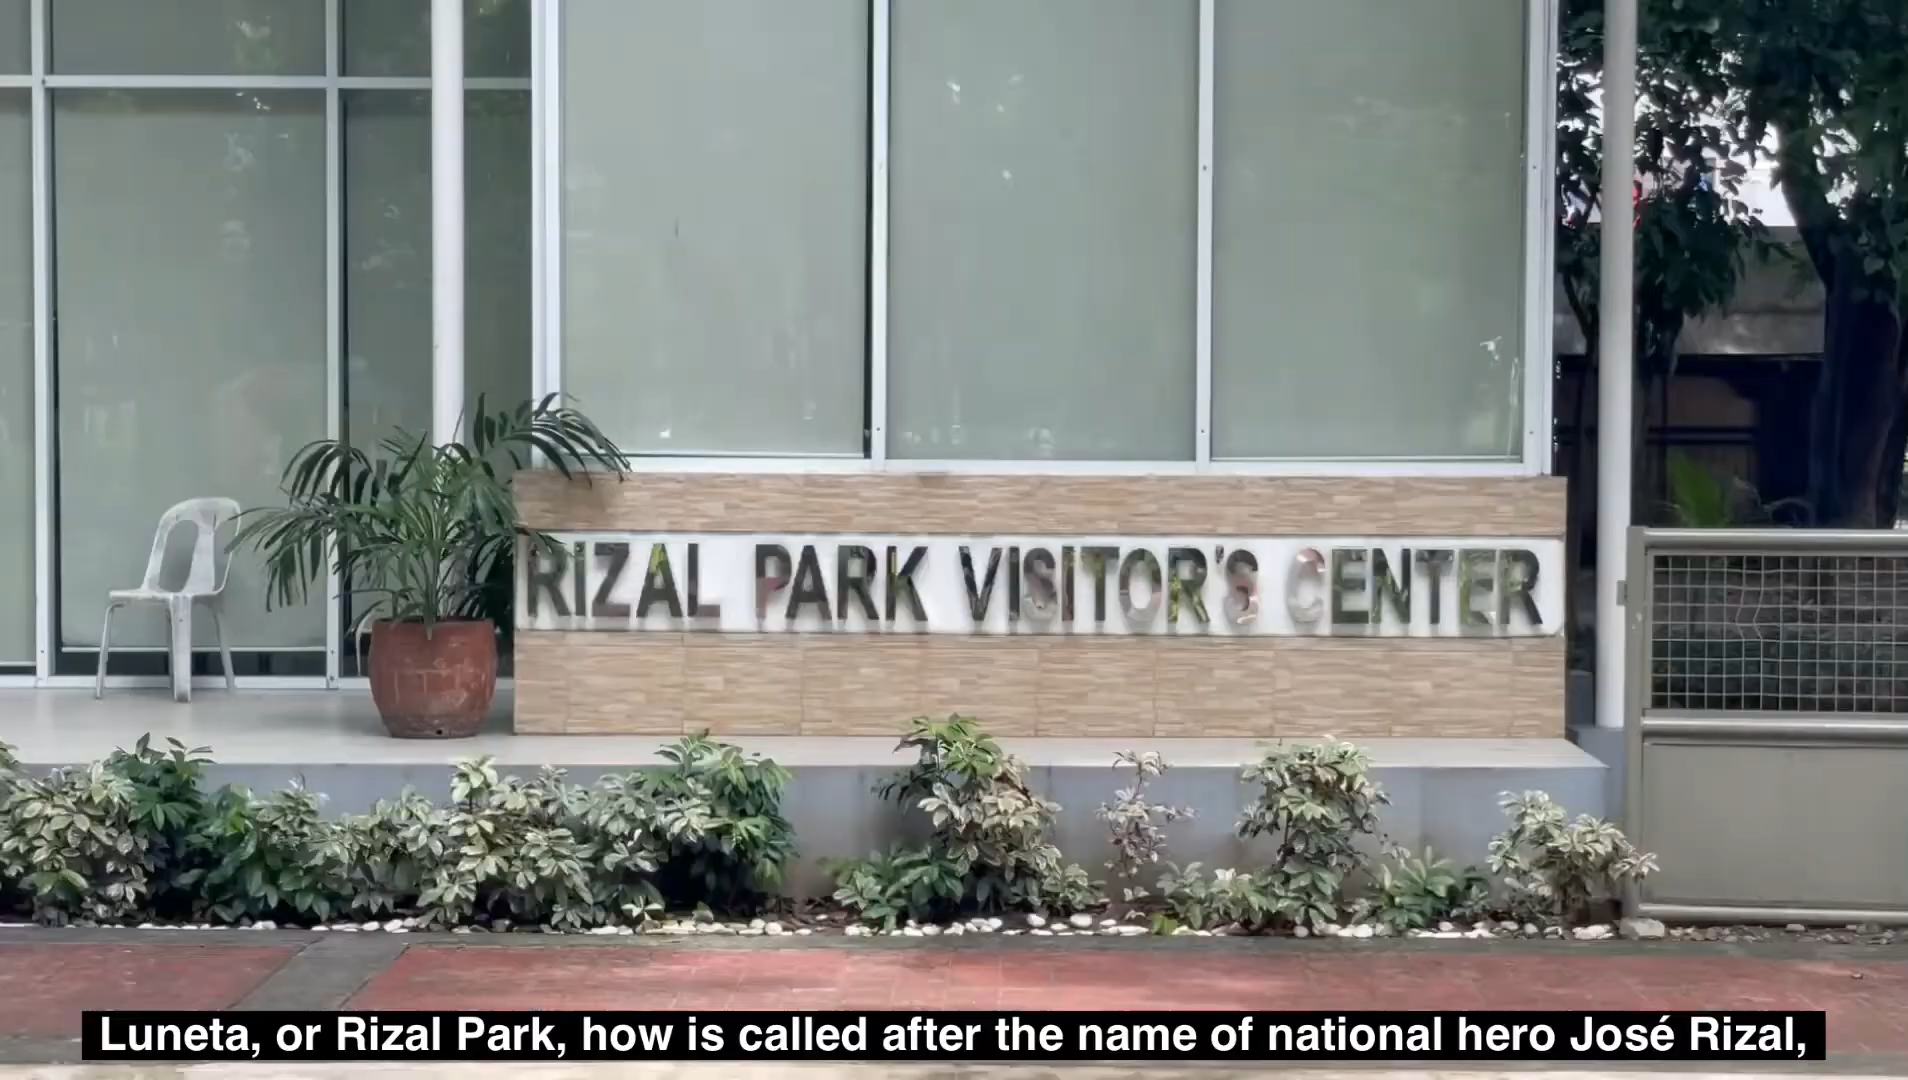 RIZAL PARK VISITOR'S CENTER
Luneta, or Rizal Park, how is called after the name of national hero José Rizal,